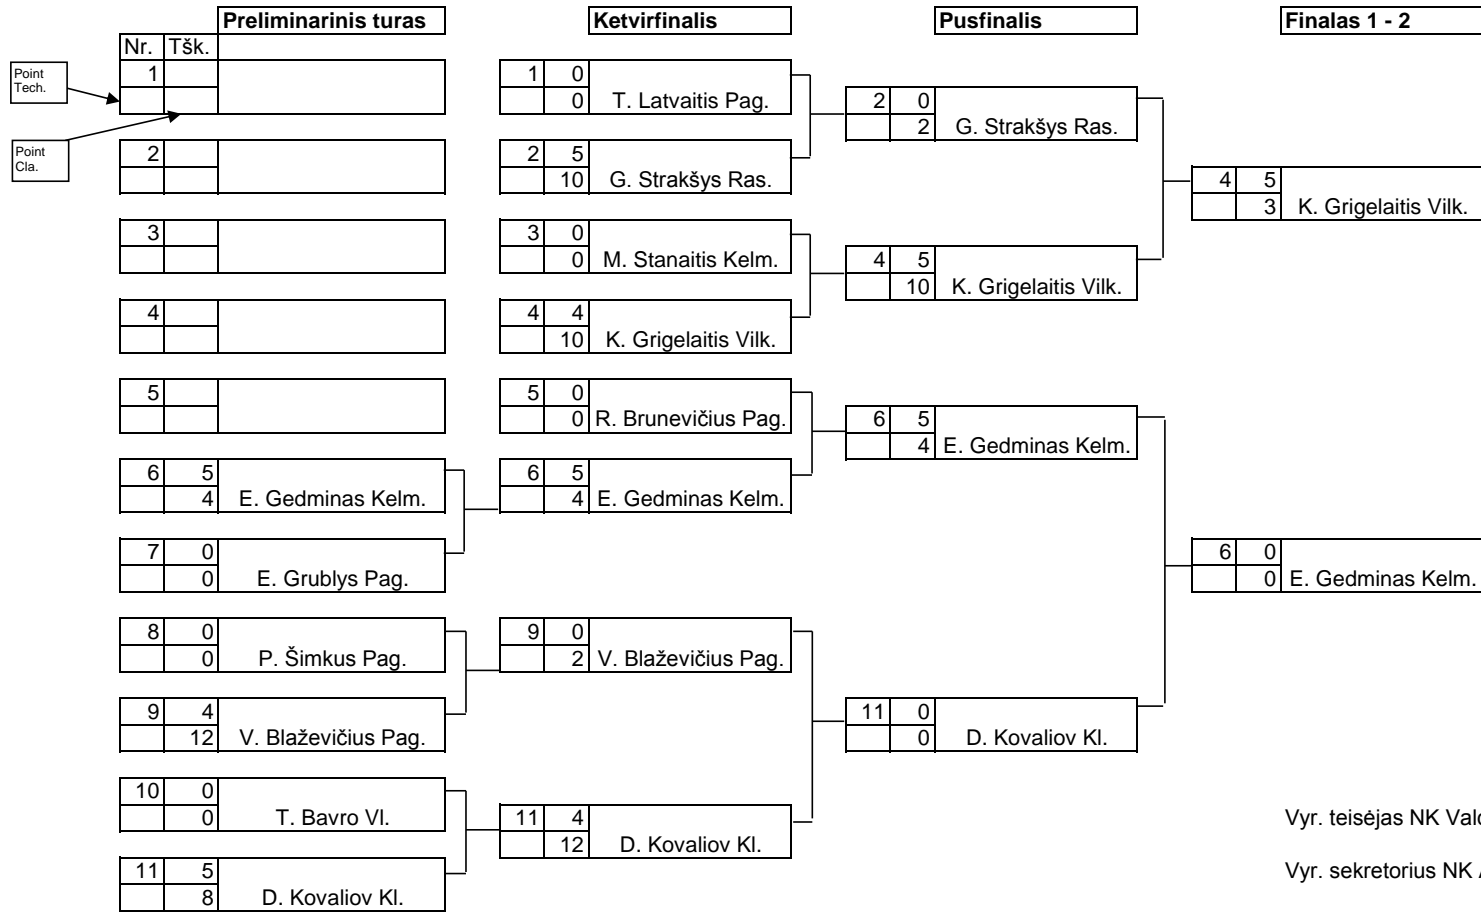 Preliminarinis turas Ketvirfinalis Pusfinalis Finalas 1 - 2
Nr. Tšk.
Point
Tech.
Point
Cla.
1
2
3
4
5
6 5
4 E. Gedminas Kelm.
7 0
0 E. Grublys Pag.
8 0
0 P. Šimkus Pag.
9 4
12 V. Blaževičius Pag.
10 0
0 T. Bavro Vl.
11 5
8 D. Kovaliov Kl.
1 0
0 T. Latvaitis Pag.
2 5
10 G. Strakšys Ras.
3 0
0 M. Stanaitis Kelm.
4 4
10 K. Grigelaitis Vilk.
5 0
0 R. Brunevičius Pag.
6 5
4 E. Gedminas Kelm.
9 0
2 V. Blaževičius Pag.
11 4
12 D. Kovaliov Kl.
2 0
2 G. Strakšys Ras.
4 5
10 K. Grigelaitis Vilk.
6 5
4 E. Gedminas Kelm.
11 0
0 D. Kovaliov Kl.
4 5
3 K. Grigelaitis Vilk.
6 0
0 E. Gedminas Kelm.
Vyr. teisėjas NK
Vyr. sekretorius NK